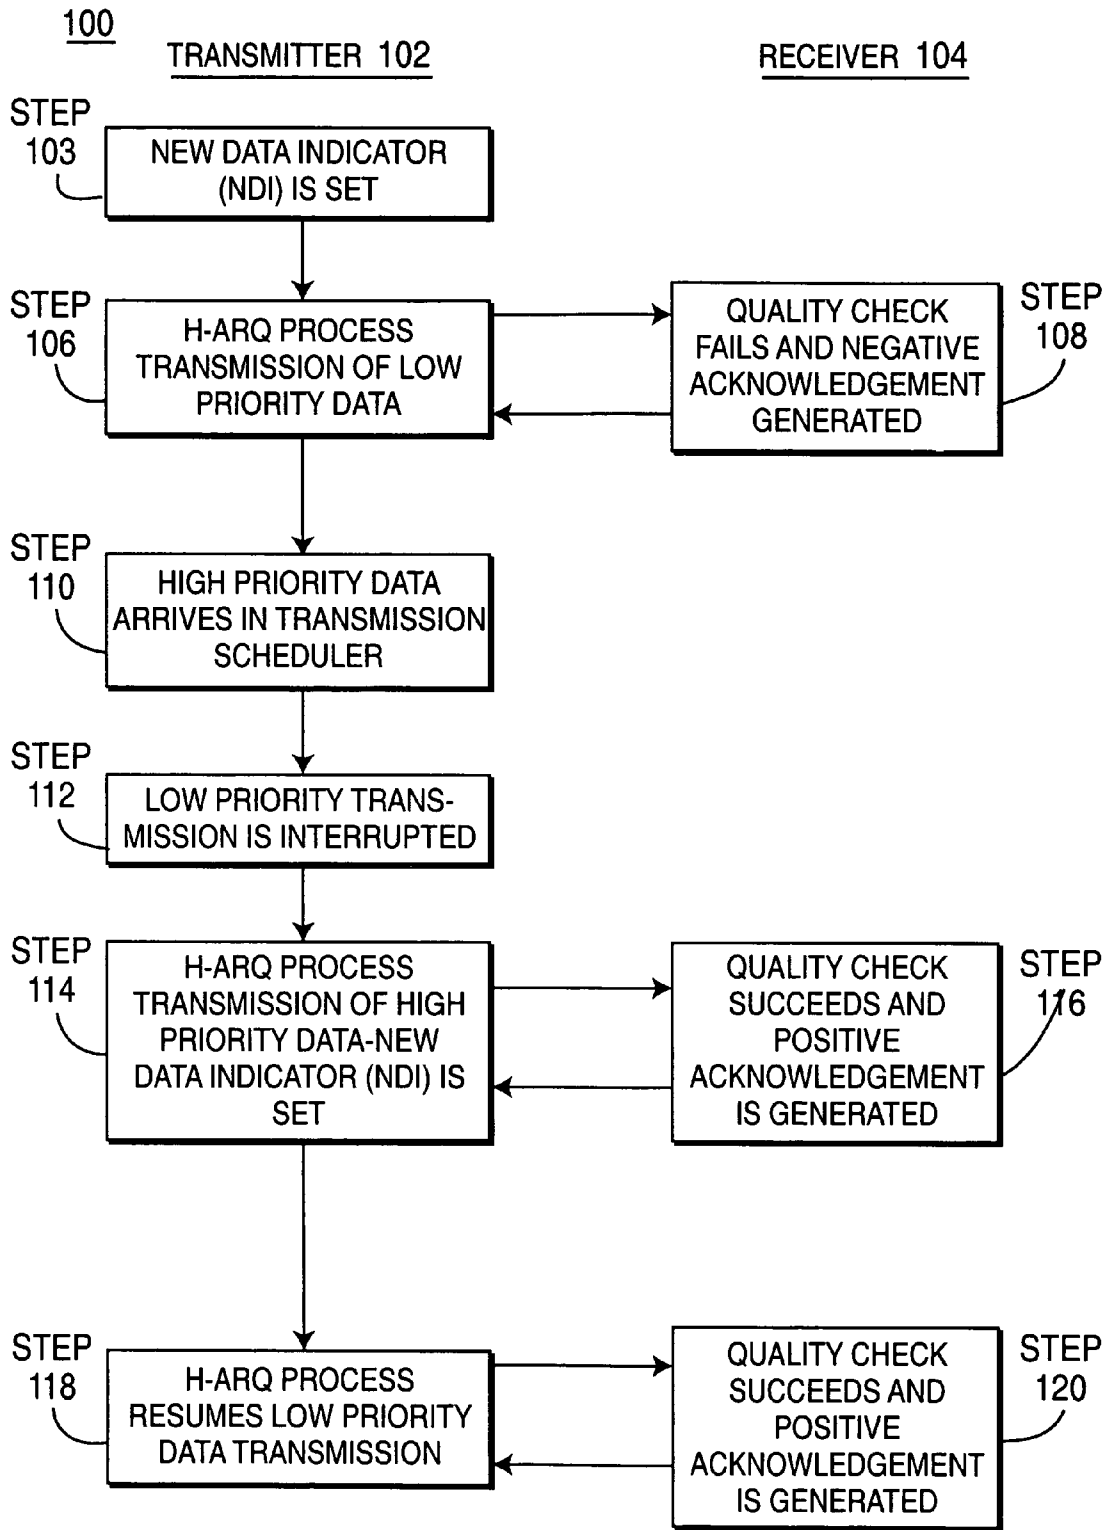 100
TRANSMITTER 102
RECEIVER 104
STEP
103
NEW DATA INDICATOR
(NDI) IS SET
STEP
106
H-ARQ PROCESS
TRANSMISSION OF LOW
PRIORITY DATA
QUALITY CHECK
FAILS AND NEGATIVE
ACKNOWLEDGEMENT
GENERATED
STEP
108
STEP
110
HIGH PRIORITY DATA
ARRIVES IN TRANSMISSION
SCHEDULER
STEP
112
LOW PRIORITY TRANS-
MISSION IS INTERRUPTED
STEP
114
H-ARQ PROCESS
TRANSMISSION OF HIGH
PRIORITY DATA-NEW
DATA INDICATOR (NDI) IS
SET
QUALITY CHECK
SUCCEEDS AND
POSITIVE
ACKNOWLEDGEMENT
IS GENERATED
STEP
116
STEP
118
H-ARQ PROCESS
RESUMES LOW PRIORITY
DATA TRANSMISSION
QUALITY CHECK
SUCCEEDS AND
POSITIVE
ACKNOWLEDGEMENT
IS GENERATED
STEP
120